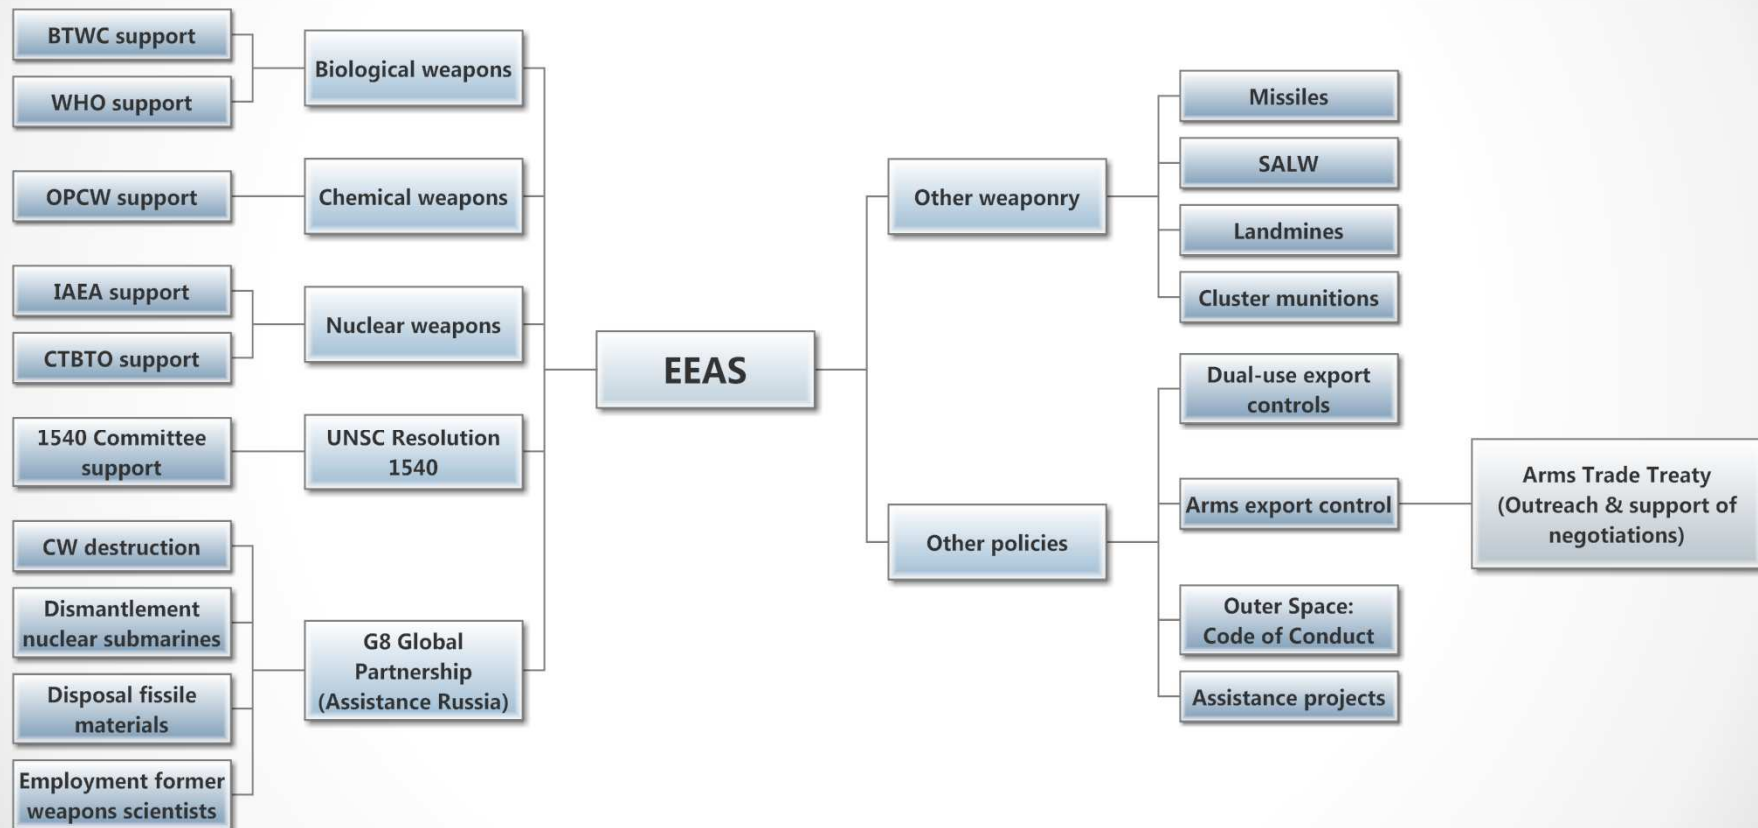 BTWC support
WHO support
Biological weapons
OPCW support
Chemical weapons
IAEA support
CTBTO support
Nuclear weapons
1540 Committee
support
UNSC Resolution
1540
CW destruction
Dismantlement
nuclear submarines
Disposal fissile
materials
Employment former
weapons scientists
G8 Global
Partnership
(Assistance Russia)
EEAS
Other weaponry
Missiles
SALW
Landmines
Cluster munitions
Other policies
Dual-use export
controls
Arms export control
Arms Trade Treaty
(Outreach & support of
negotiations)
Outer Space:
Code of Conduct
Assistance projects